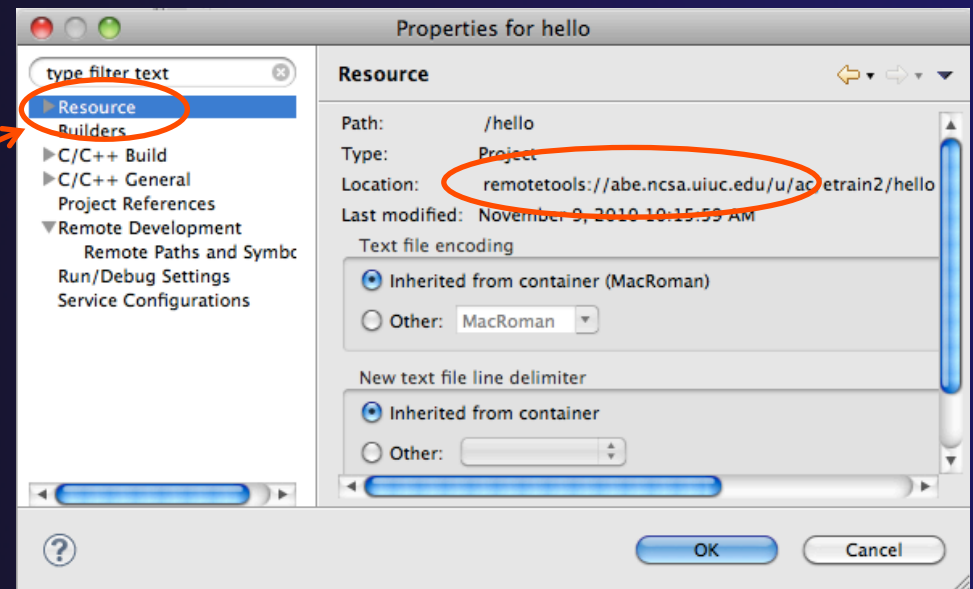 Properties for hello
type filter text
Resource
Builders
C/C++ Build
C/C++ General
Project References
Remote Development
Remote Paths and Symbc
Run/Debug Settings
Service Configurations
Resource
Path: /hello
Type: Project
Location: remotetools://abe.ncsa.uiuc.edu/u/ac/etrain2/hello
Last modified: November 9, 2010 10:15:59 AM
Text file encoding
Inherited from container (MacRoman)
Other: MacRoman
New text file line delimiter
Inherited from container
Other:
?
OK
Cancel